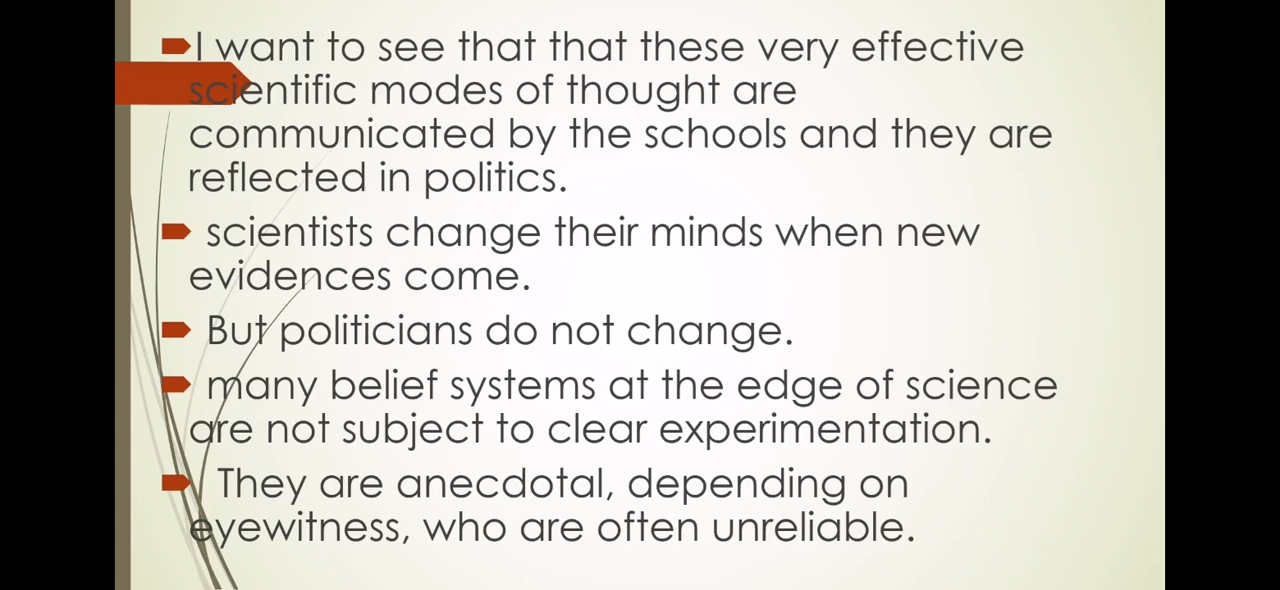 I want to see that that these very effective
scientific modes of thought are
communicated by the schools and they are
reflected in politics.
scientists change their minds when new
evidences come.
But politicians do not change.
many belief systems at the edge of science
are not subject to clear experimentation.
They are anecdotal, depending on
eyewitness, who are often unreliable.